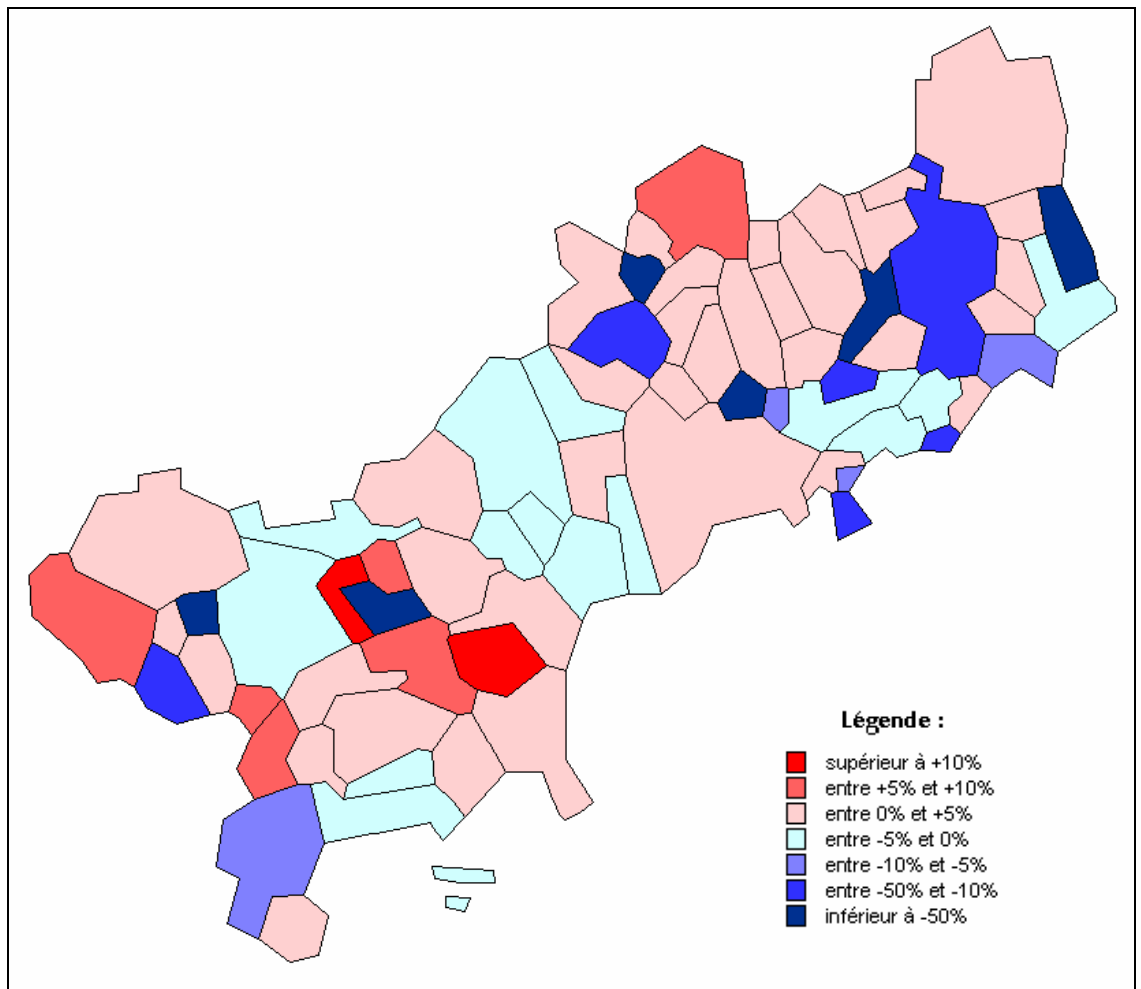 Légende :
supérieur à +10%
entre +5% et +10%
entre 0% et +5%
entre -5% et 0%
entre -10% et -5%
entre -50% et -10%
inférieur à -50%